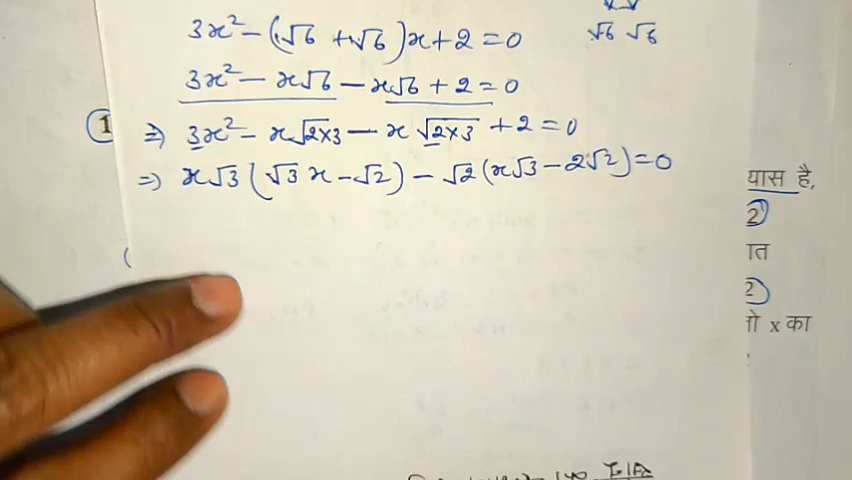 3x² - (√6 + √6)x + 2 = 0
√6 √6
3x² - x√6 - x√6 + 2 = 0
1
⇒ 3x² - x√2×3 - x √2×3 + 2 = 0
⇒ x√3 (√3 x - √2) - √2 (x√3 - 2√2) = 0
यास है,
2
ात
2
गे x का